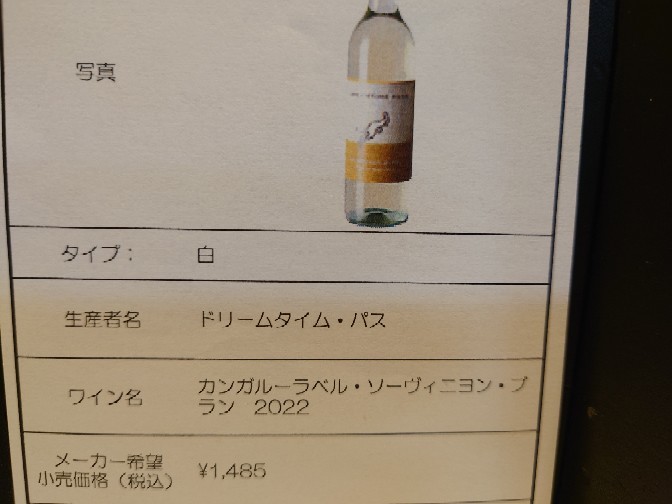 写真
タイプ： 白
生産者名 ドリームタイム・パス
ワイン名 カンガルーラベル・ソーヴィニヨン・ブ
ラン 2022
メーカー希望
小売価格（税込） ¥1,485